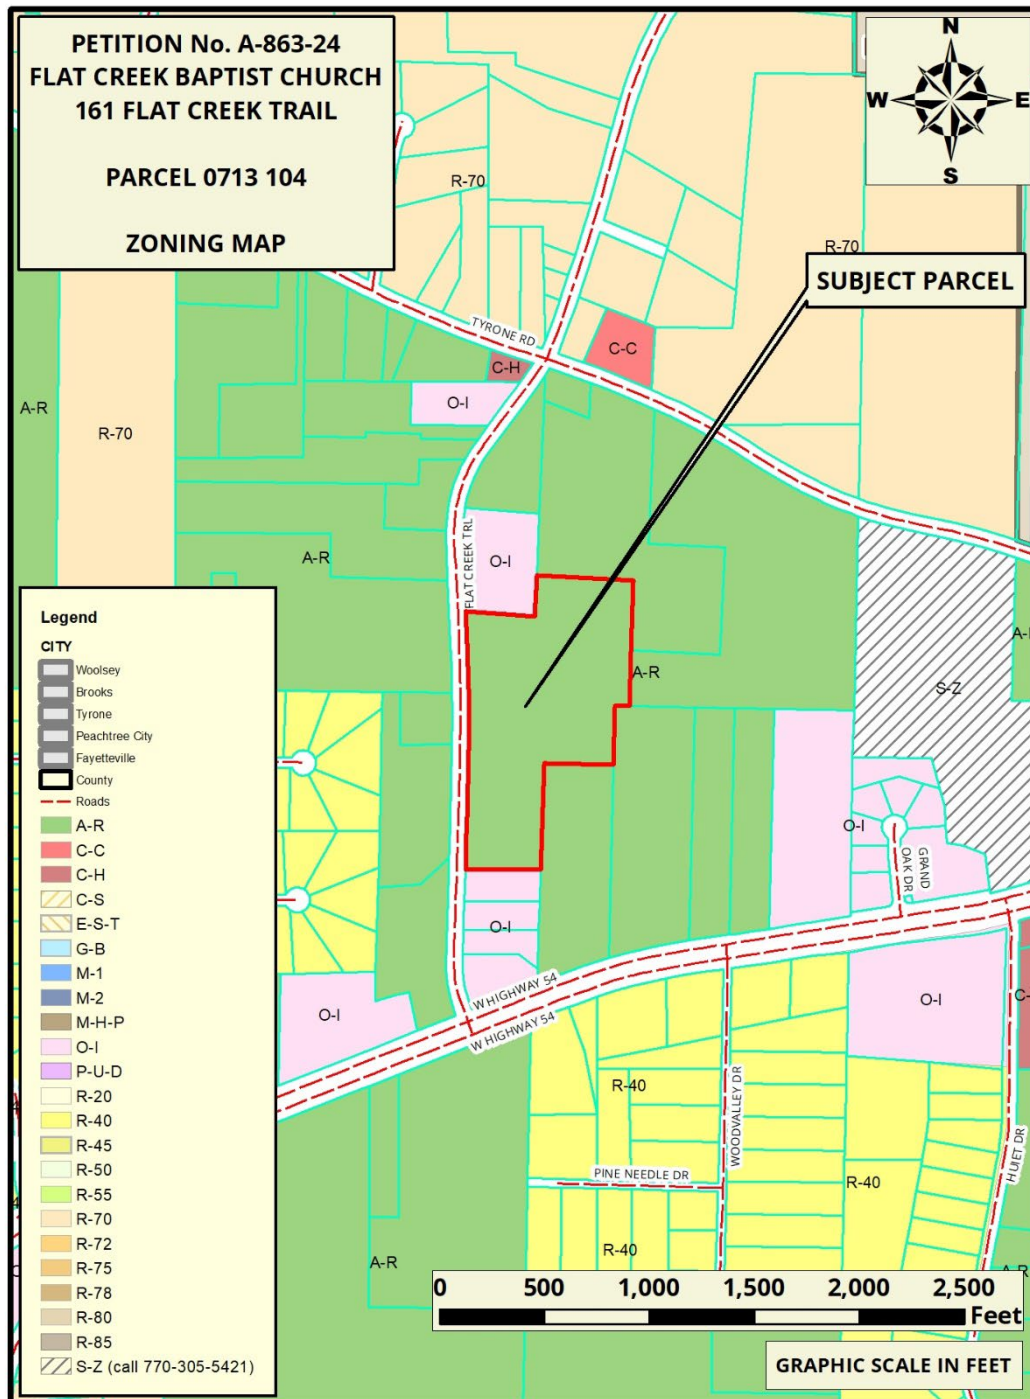 PETITION No. A-863-24
FLAT CREEK BAPTIST CHURCH
161 FLAT CREEK TRAIL
PARCEL 0713 104
ZONING MAP
N
W E
S
R-70
R-70
SUBJECT PARCEL
TYRONE RD
C-C
C-H
O-I
A-R
R-70
FLAT CREEK TRL
O-I
A-R
A-R
S-Z
O-I
GRAND
OAK DR
O-I
W HIGHWAY 54
W HIGHWAY 54
O-I
O-I
R-40
WOODVALLEY DR
PINE NEEDLE DR
R-40
HUIET DR
R-40
A-R
A-R
Legend
CITY
Woolsey
Brooks
Tyrone
Peachtree City
Fayetteville
County
Roads
A-R
C-C
C-H
C-S
E-S-T
G-B
M-1
M-2
M-H-P
O-I
P-U-D
R-20
R-40
R-45
R-50
R-55
R-70
R-72
R-75
R-78
R-80
R-85
S-Z (call 770-305-5421)
0 500 1,000 1,500 2,000 2,500
Feet
GRAPHIC SCALE IN FEET